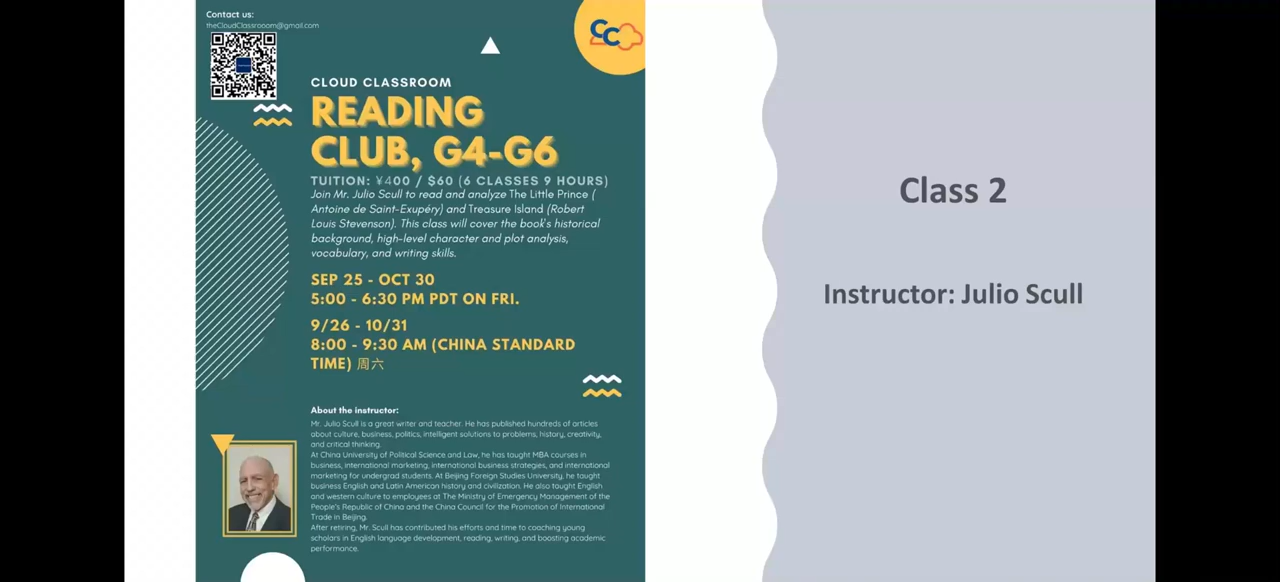 Contact us:
theCloudClassrooom@gmail.com
CC
CLOUD CLASSROOM
READING
CLUB, G4-G6
TUITION: ¥400 / $60 (6 CLASSES 9 HOURS)
Join Mr. Julio Scull to read and analyze The Little Prince (
Antoine de Saint-Exupéry) and Treasure Island (Robert
Louis Stevenson). This class will cover the book's historical
background, high-level character and plot analysis,
vocabulary, and writing skills.
SEP 25 - OCT 30
5:00 - 6:30 PM PDT ON FRI.
9/26 - 10/31
8:00 - 9:30 AM (CHINA STANDARD
TIME) 周六
About the instructor:
Mr. Julio Scull is a great writer and teacher. He has published hundreds of articles
about culture, business, politics, intelligent solutions to problems, history, creativity,
and critical thinking.
At China University of Political Science and Law, he has taught MBA courses in
business, international marketing, international business strategies, and international
marketing for undergrad students. At Beijing Foreign Studies University, he taught
business English and Latin American history and civilization. He also taught English
and western culture to employees at The Ministry of Emergency Management of the
People's Republic of China and the China Council for the Promotion of International
Trade in Beijing.
After retiring, Mr. Scull has contributed his efforts and time to coaching young
scholars in English language development, reading, writing, and boosting academic
performance.
Class 2
Instructor: Julio Scull